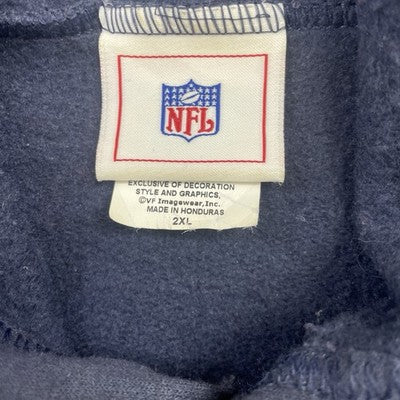 NFL
EXCLUSIVE OF DECORATION
STYLE AND GRAPHICS,
©VF Imagewear, Inc.
MADE IN HONDURAS
2XL